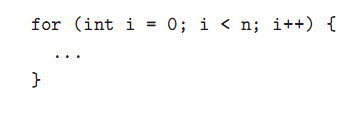 for (int i = 0; i < n; i++) {
...
}